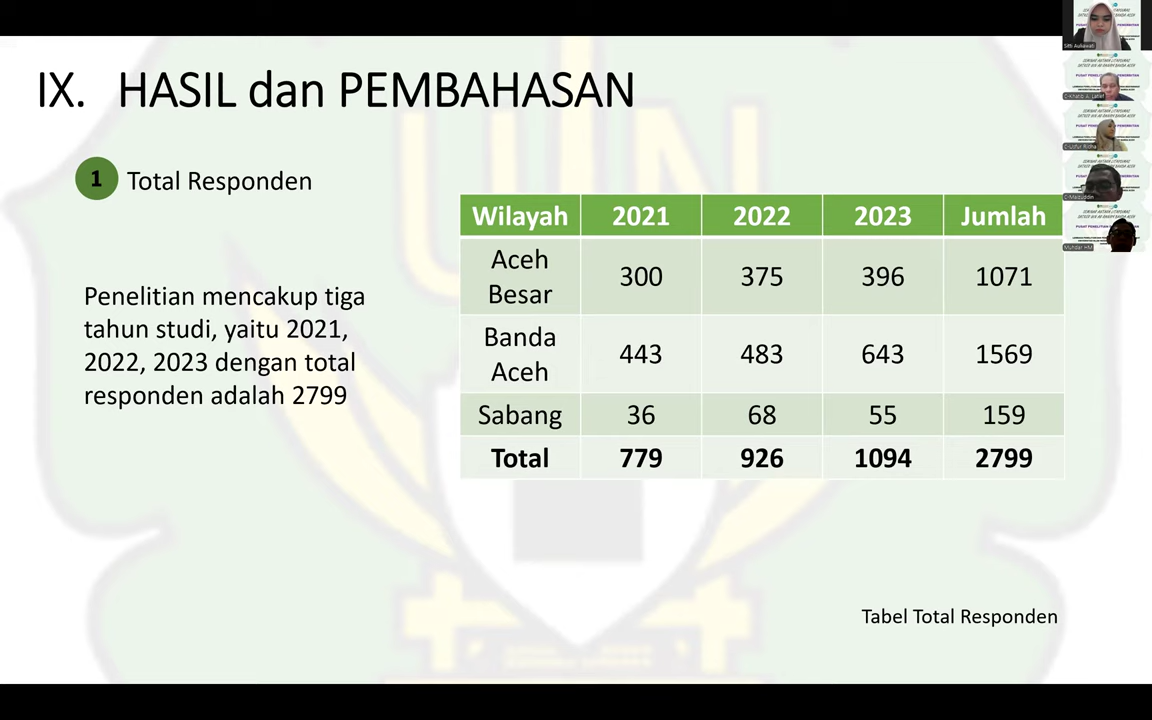 IX. HASIL dan PEMBAHASAN
1 Total Responden
Penelitian mencakup tiga
tahun studi, yaitu 2021,
2022, 2023 dengan total
responden adalah 2799
Wilayah 2021 2022 2023 Jumlah
Aceh
Besar 300 375 396 1071
Banda
Aceh 443 483 643 1569
Sabang 36 68 55 159
Total 779 926 1094 2799
Tabel Total Responden
Muhdar HM